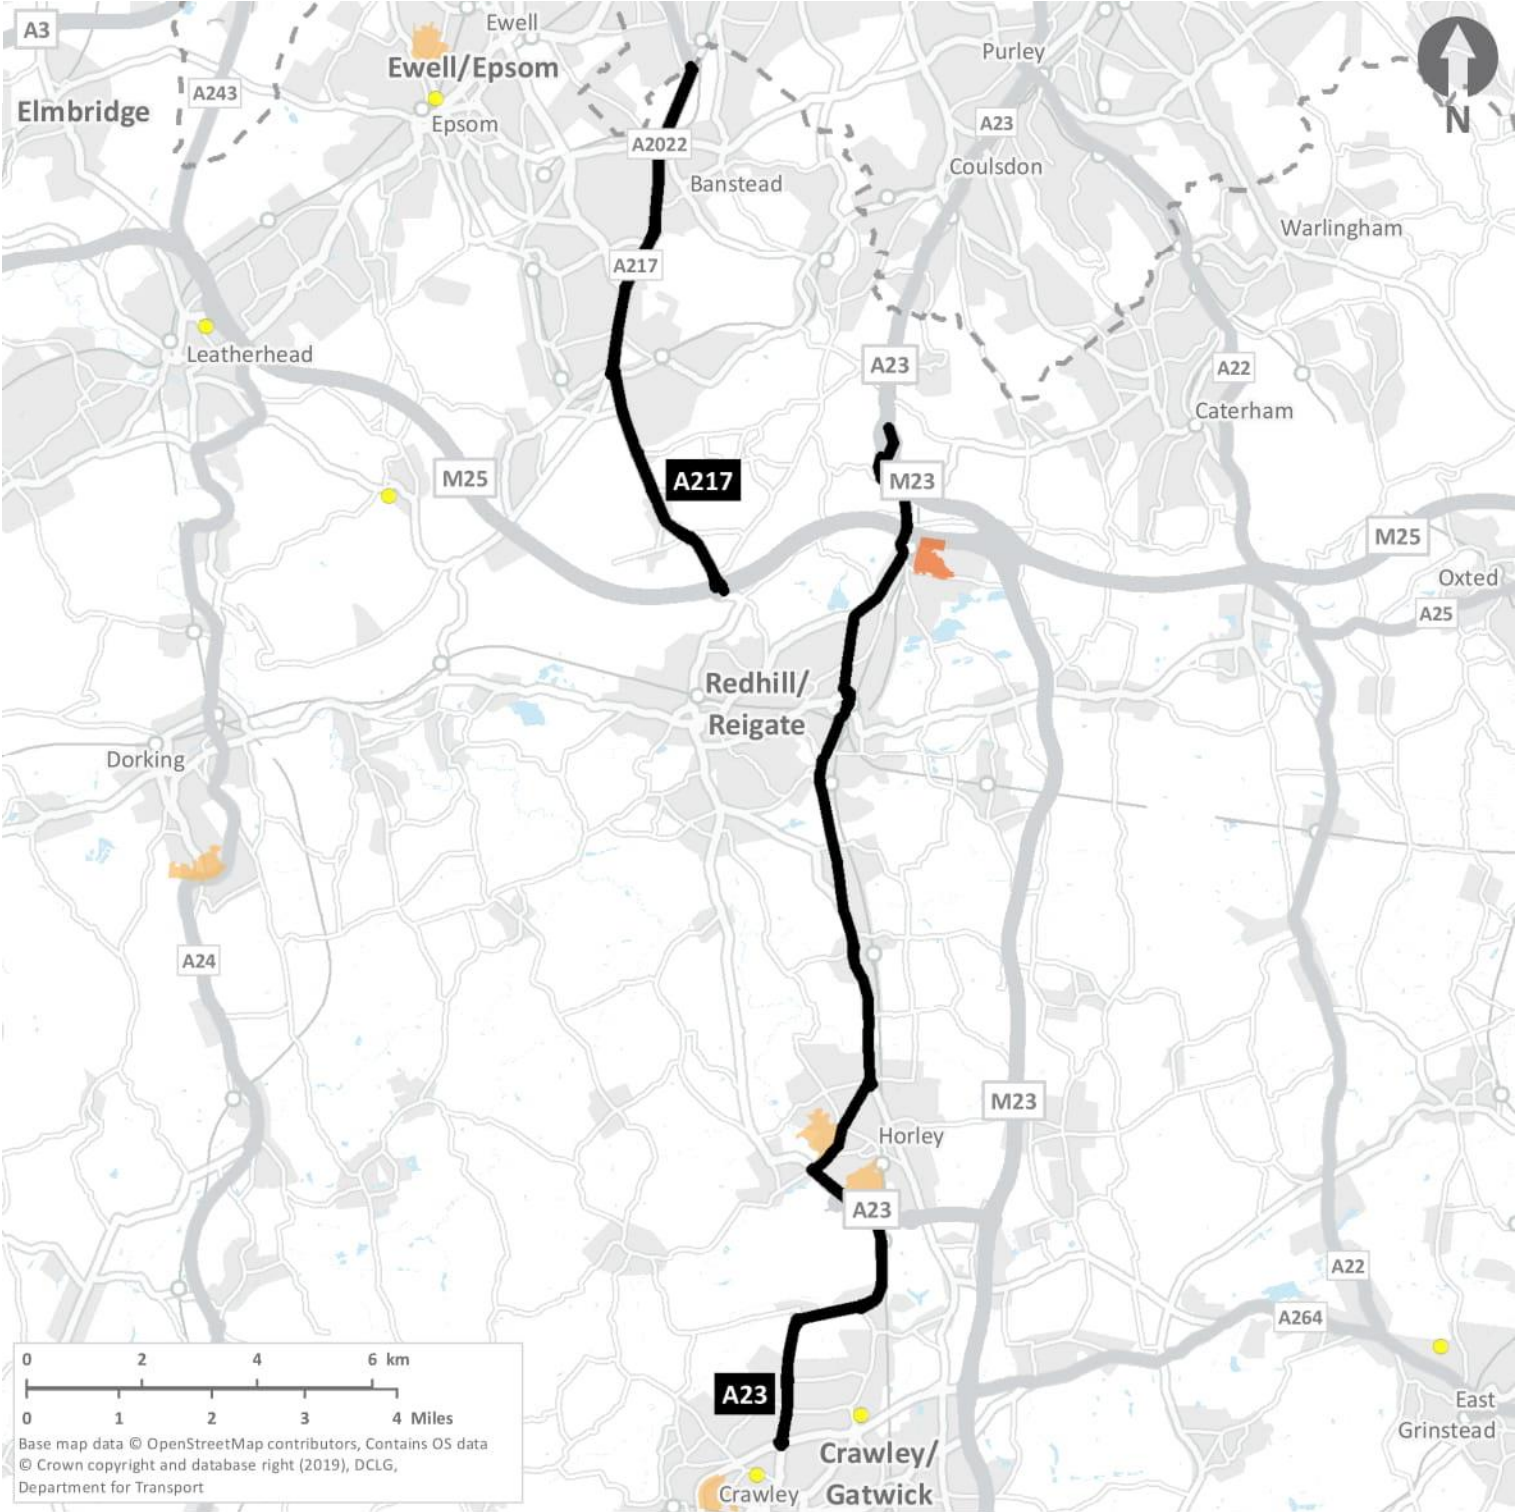 A3
Ewell
Ewell/Epsom
Purley
A243
Elmbridge
Epsom
A23
N
A2022
Banstead
Coulsdon
Warlingham
A217
Leatherhead
A23
A22
Caterham
M25
A217
M23
M25
Oxted
A25
Redhill/
Reigate
Dorking
A24
M23
Horley
A23
A22
A264
0 2 4 6 km
0 1 2 3 4 Miles
Base map data © OpenStreetMap contributors, Contains OS data
© Crown copyright and database right (2019), DCLG,
Department for Transport
A23
East
Grinstead
Crawley/
Gatwick
Crawley